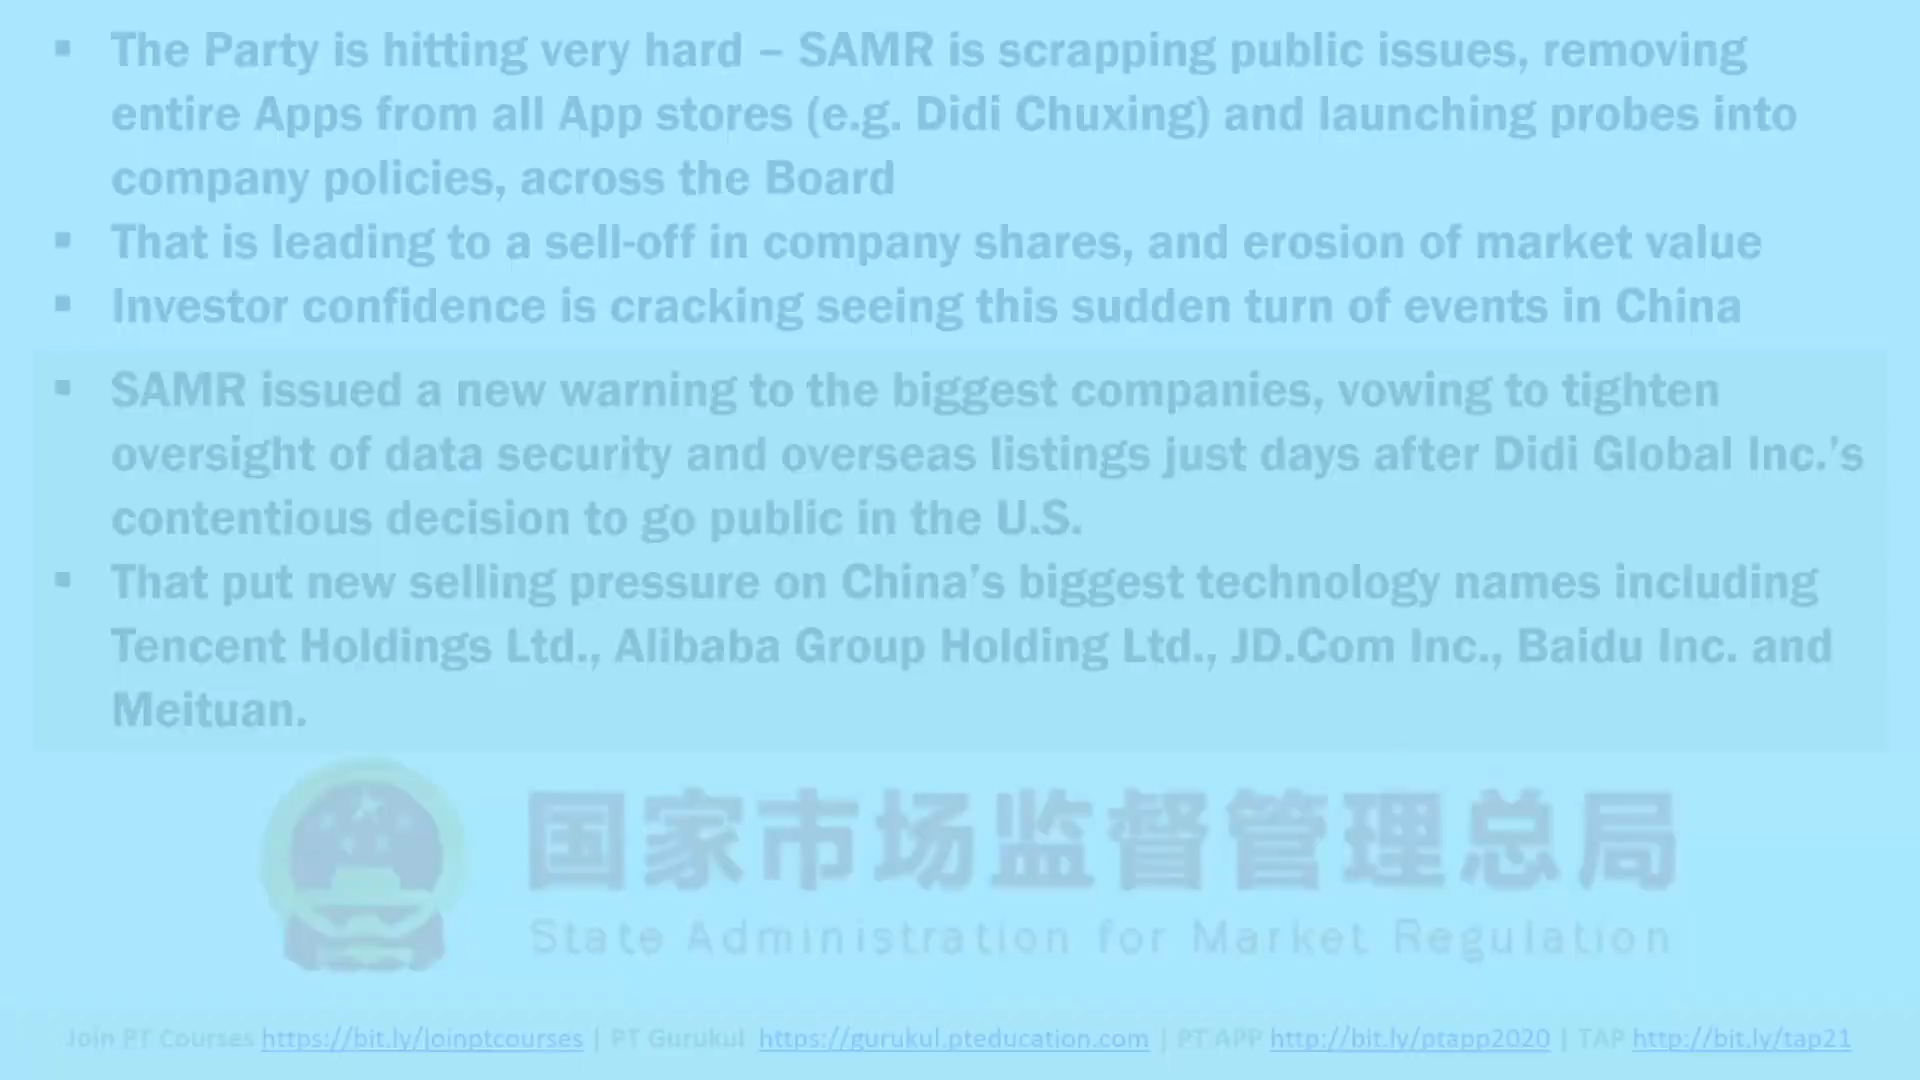 ▪ The Party is hitting very hard – SAMR is scrapping public issues, removing
entire Apps from all App stores (e.g. Didi Chuxing) and launching probes into
company policies, across the Board
▪ That is leading to a sell-off in company shares, and erosion of market value
▪ Investor confidence is cracking seeing this sudden turn of events in China
▪ SAMR issued a new warning to the biggest companies, vowing to tighten
oversight of data security and overseas listings just days after Didi Global Inc.’s
contentious decision to go public in the U.S.
▪ That put new selling pressure on China’s biggest technology names including
Tencent Holdings Ltd., Alibaba Group Holding Ltd., JD.Com Inc., Baidu Inc. and
Meituan.
国家市场监督管理总局
State Administration for Market Regulation
Join PT Courses https://bit.ly/joinptcourses | PT Gurukul https://gurukul.pteducation.com | PT APP http://bit.ly/ptapp2020 | TAP http://bit.ly/tap21